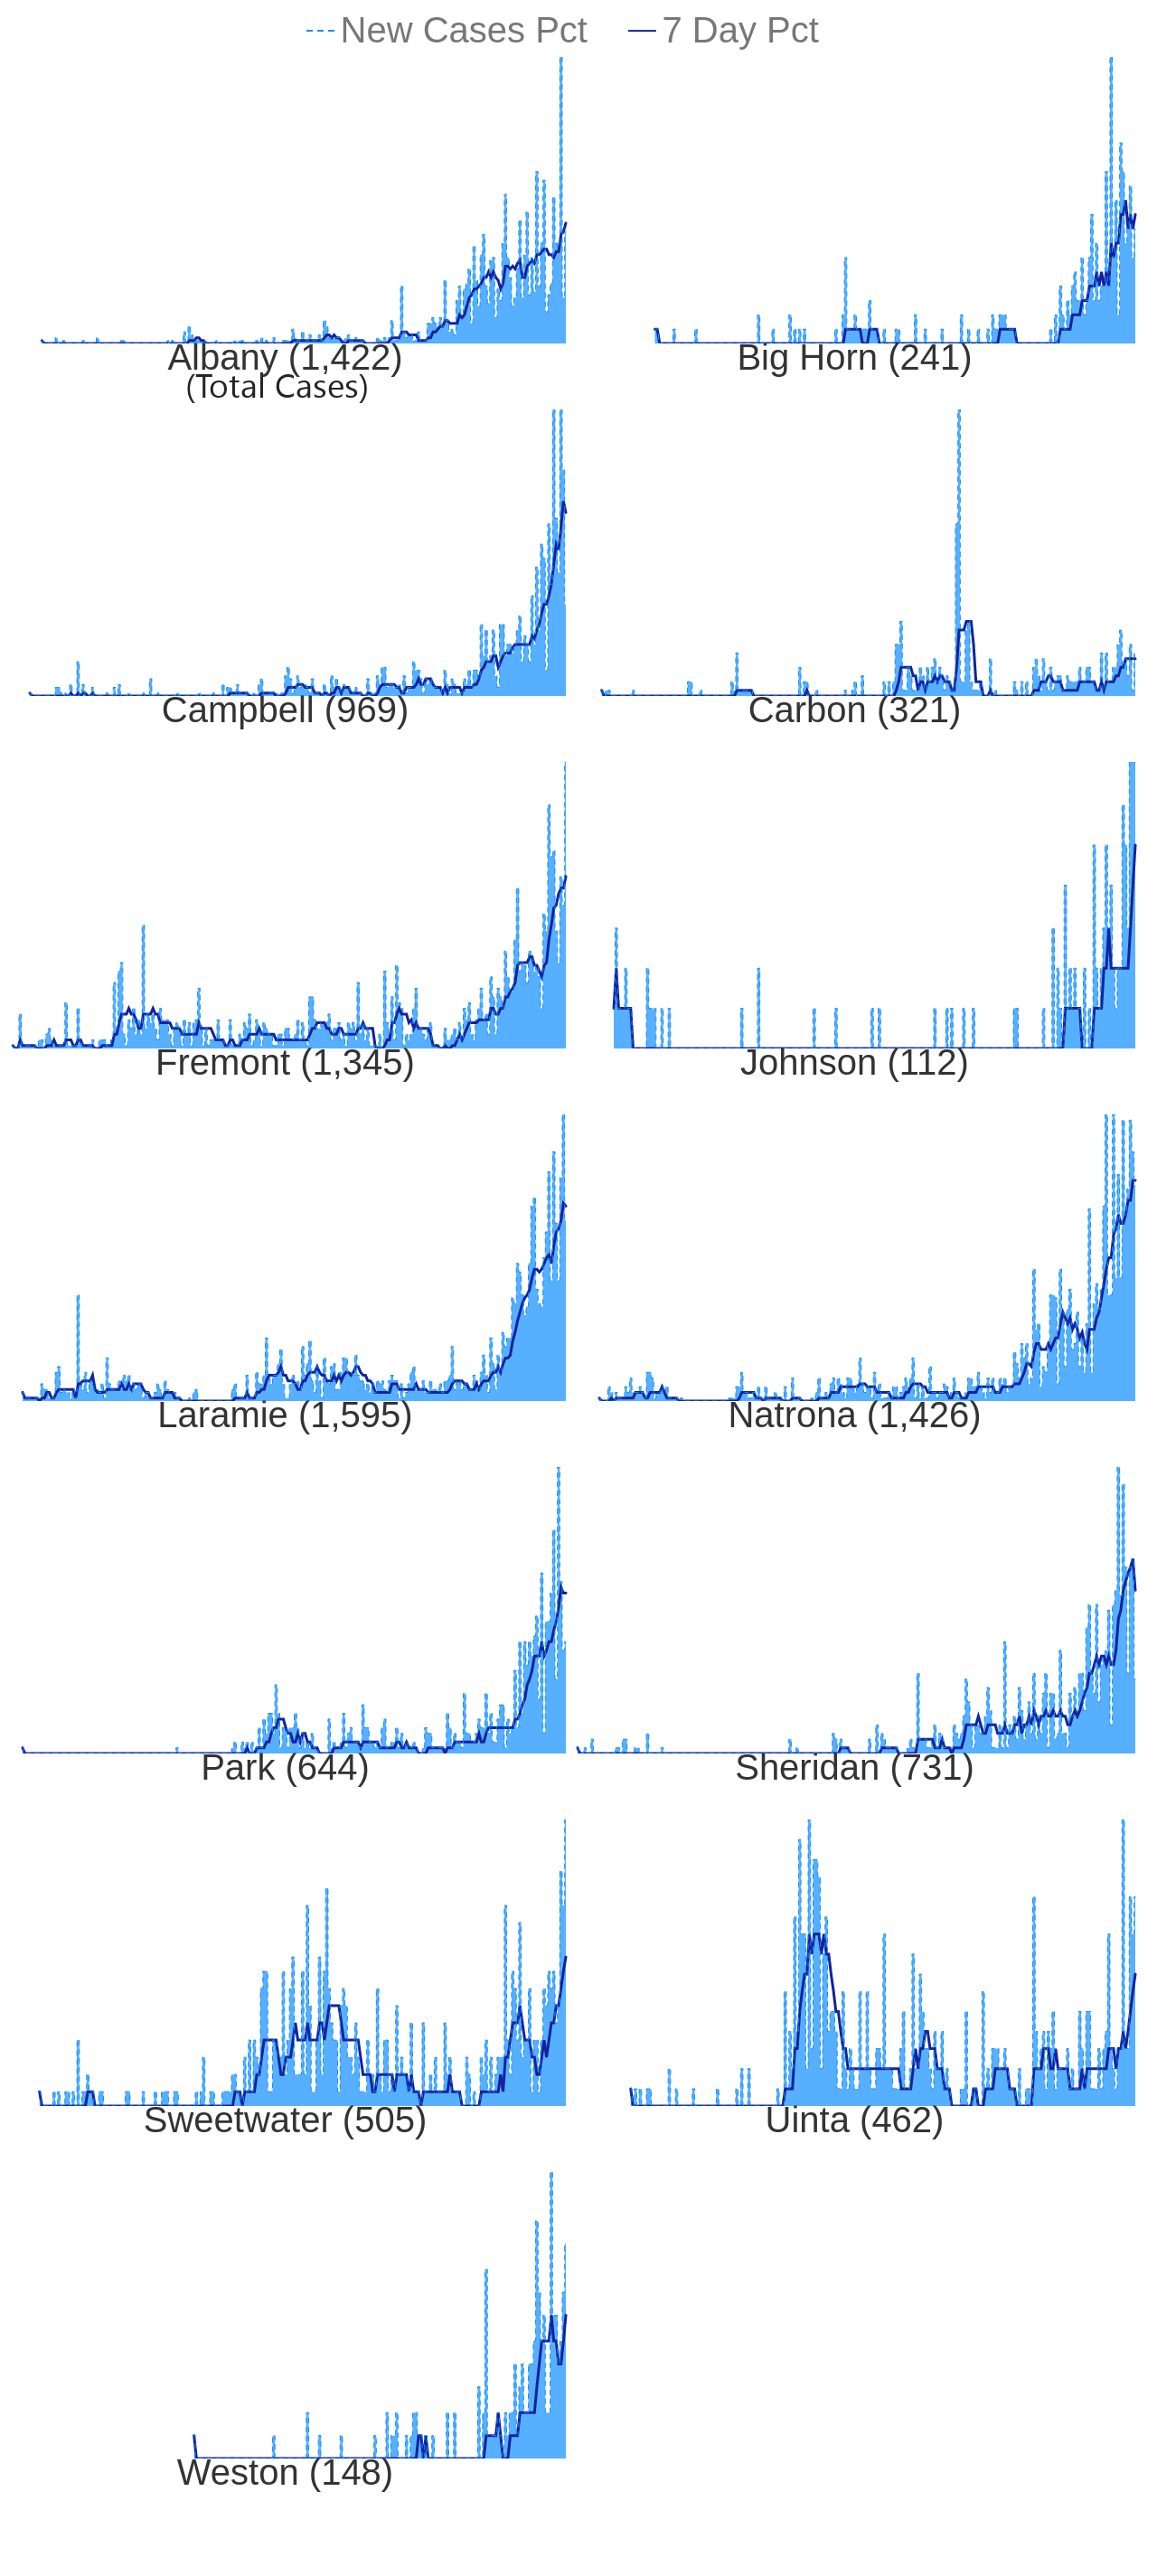 New Cases Pct 7 Day Pct
Albany (1,422) Big Horn (241)
(Total Cases)
Campbell (969) Carbon (321)
Fremont (1,345) Johnson (112)
Laramie (1,595) Natrona (1,426)
Park (644) Sheridan (731)
Sweetwater (505) Uinta (462)
Weston (148)